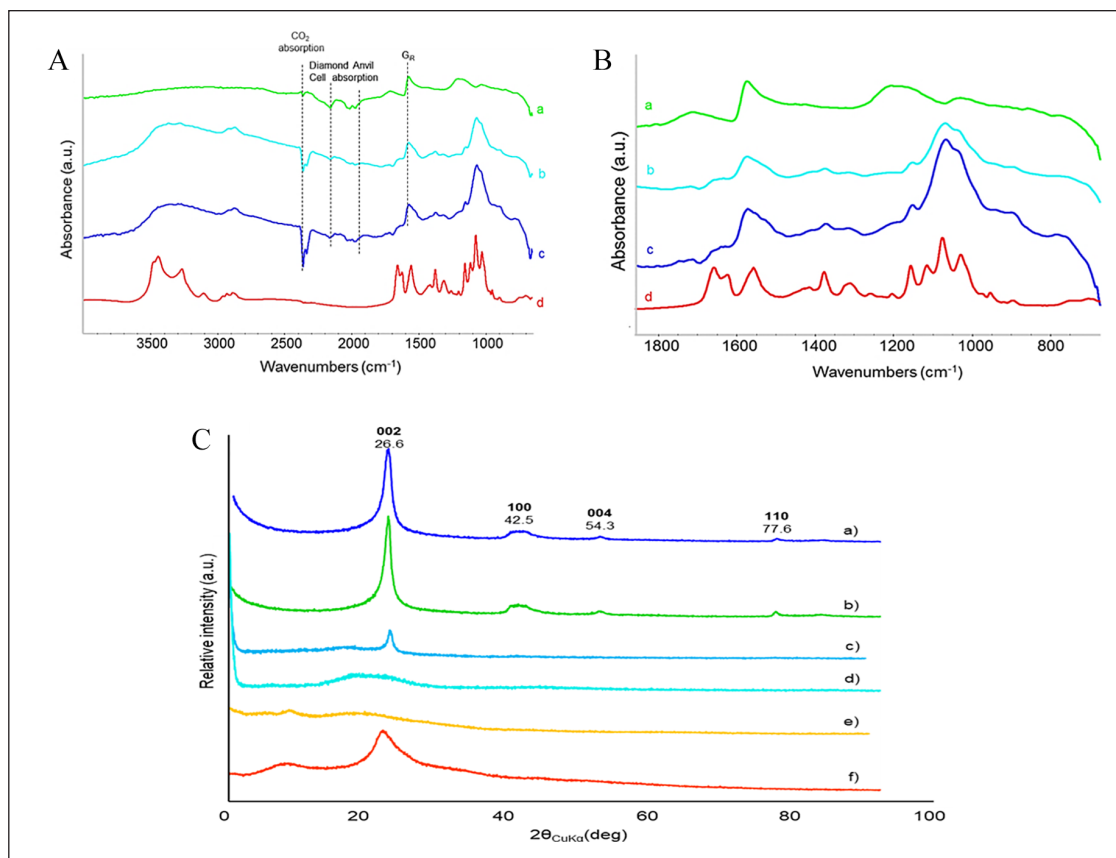 A
CO2
absorption
Diamond Anvil
Cell absorption
GR
a
b
c
d
Absorbance (a.u.)
3500 3000 2500 2000 1500 1000
Wavenumbers (cm-1)
B
a
b
c
d
Absorbance (a.u.)
1800 1600 1400 1200 1000 800
Wavenumbers (cm-1)
C
002
26.6
100
42.5
004
54.3
110
77.6
a)
b)
c)
d)
e)
f)
Relative intensity (a.u.)
0 20 40 60 80 100
2θCuKα(deg)